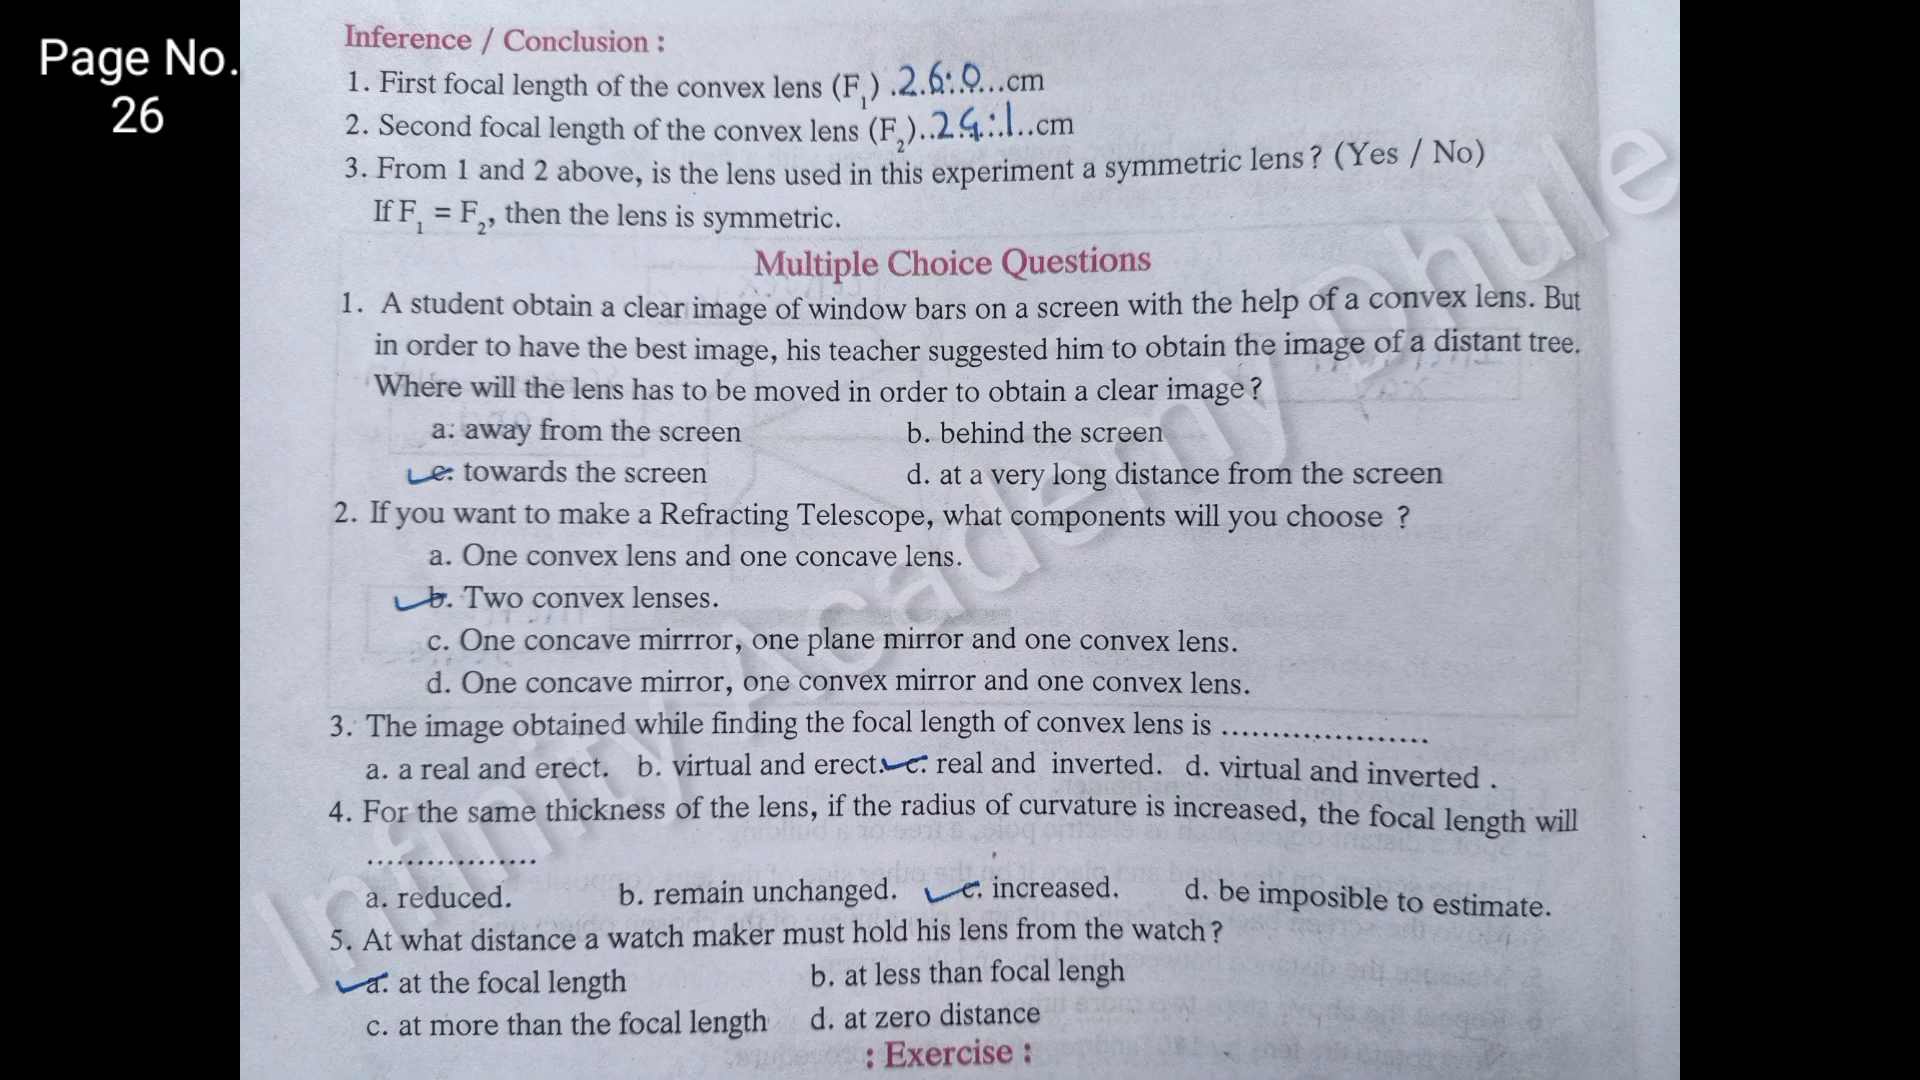 Page No.
26
Inference / Conclusion :
1. First focal length of the convex lens (F₁) .26.0...cm
2. Second focal length of the convex lens (F₂)..24.1..cm
3. From 1 and 2 above, is the lens used in this experiment a symmetric lens? (Yes / No)
If F₁ = F₂, then the lens is symmetric.
Multiple Choice Questions
1. A student obtain a clear image of window bars on a screen with the help of a convex lens. But
in order to have the best image, his teacher suggested him to obtain the image of a distant tree.
Where will the lens has to be moved in order to obtain a clear image?
a. away from the screen b. behind the screen
c. towards the screen d. at a very long distance from the screen
2. If you want to make a Refracting Telescope, what components will you choose ?
a. One convex lens and one concave lens.
b. Two convex lenses.
c. One concave mirrror, one plane mirror and one convex lens.
d. One concave mirror, one convex mirror and one convex lens.
3. The image obtained while finding the focal length of convex lens is ....................
a. a real and erect. b. virtual and erect. c. real and inverted. d. virtual and inverted .
4. For the same thickness of the lens, if the radius of curvature is increased, the focal length will
.................
a. reduced. b. remain unchanged. c. increased. d. be imposible to estimate.
5. At what distance a watch maker must hold his lens from the watch?
a. at the focal length b. at less than focal lengh
c. at more than the focal length d. at zero distance
: Exercise :
Infinity Academy Dhule